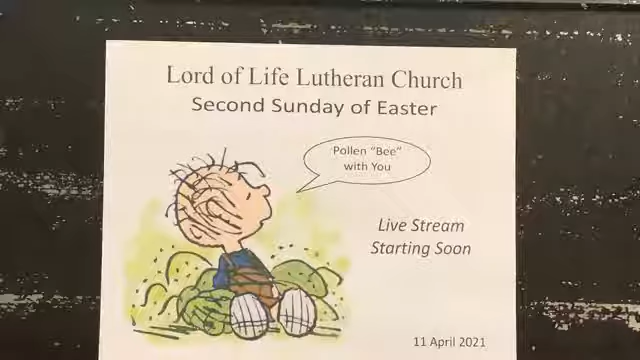 Lord of Life Lutheran Church
Second Sunday of Easter
Pollen "Bee"
with You
Live Stream
Starting Soon
11 April 2021